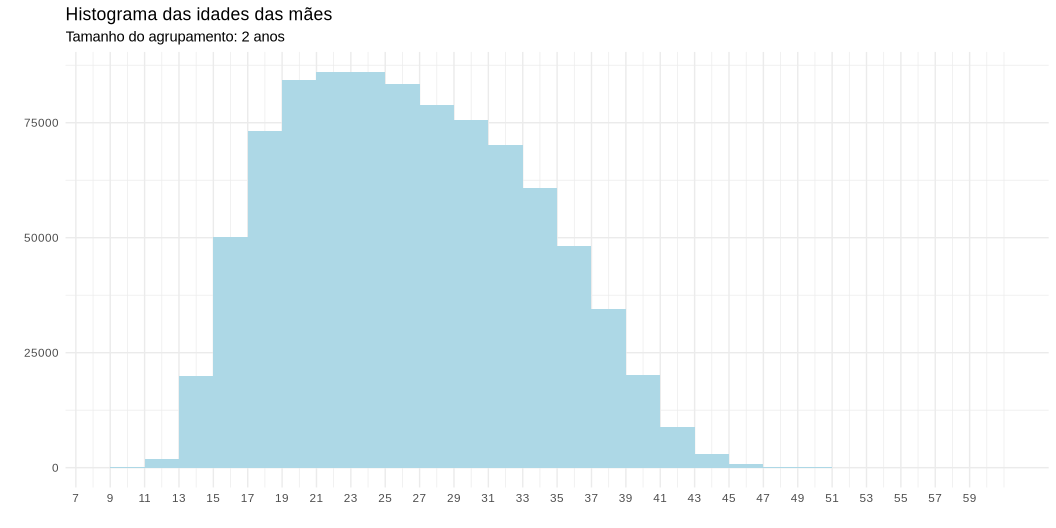 Histograma das idades das mães
Tamanho do agrupamento: 2 anos
75000
50000
25000
0
7 9 11 13 15 17 19 21 23 25 27 29 31 33 35 37 39 41 43 45 47 49 51 53 55 57 59